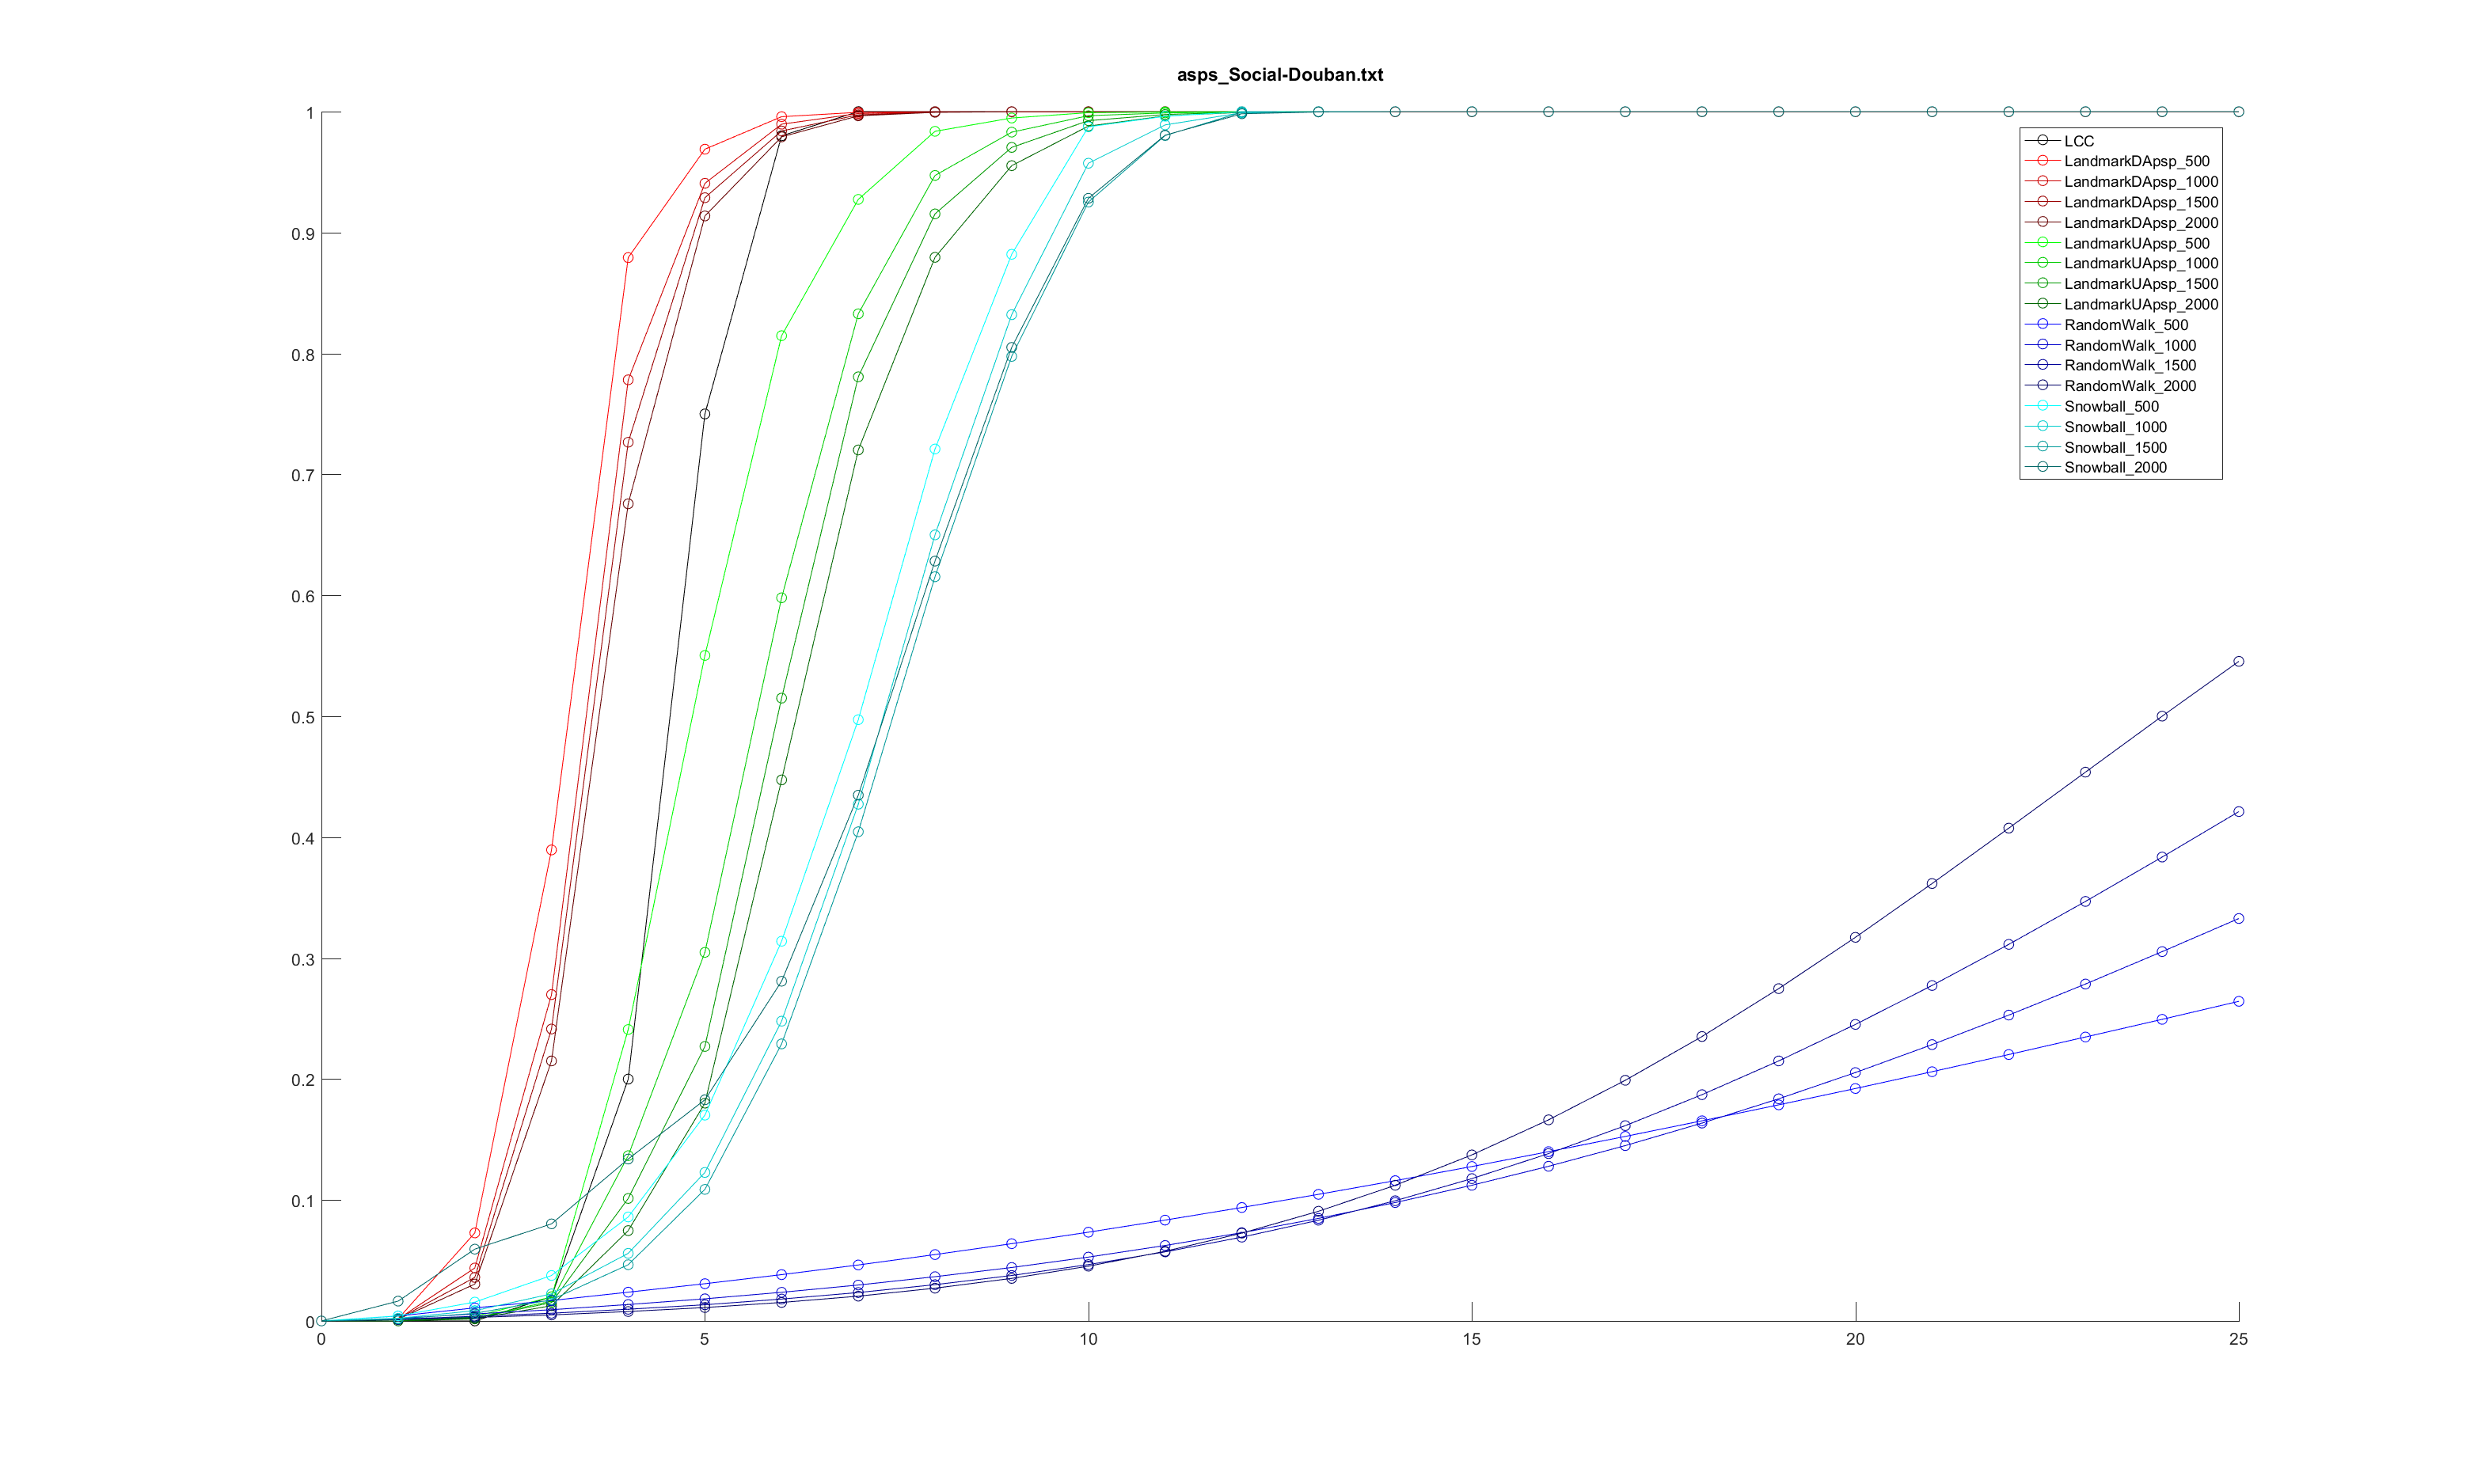 asps_Social-Douban.txt
1
0.9
0.8
0.7
0.6
0.5
0.4
0.3
0.2
0.1
0
0 5 10 15 20 25
LCC
LandmarkDApsp_500
LandmarkDApsp_1000
LandmarkDApsp_1500
LandmarkDApsp_2000
LandmarkUApsp_500
LandmarkUApsp_1000
LandmarkUApsp_1500
LandmarkUApsp_2000
RandomWalk_500
RandomWalk_1000
RandomWalk_1500
RandomWalk_2000
Snowball_500
Snowball_1000
Snowball_1500
Snowball_2000